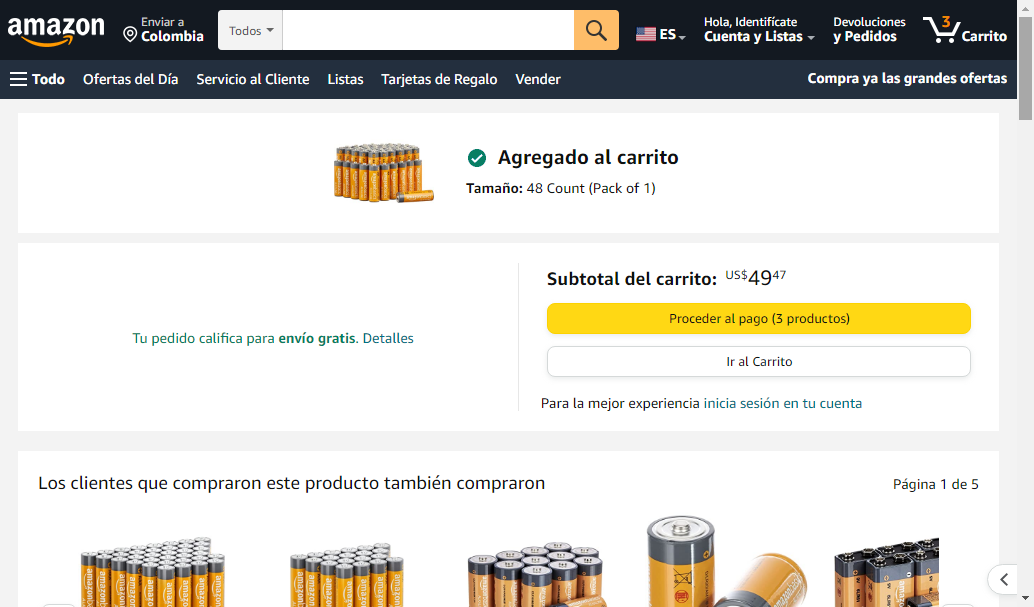 amazon
Enviar a
Colombia
Todos
ES
Hola, Identifícate
Cuenta y Listas
Devoluciones
y Pedidos
3
Carrito
Todo
Ofertas del Día
Servicio al Cliente
Listas
Tarjetas de Regalo
Vender
Compra ya las grandes ofertas
Agregado al carrito
Tamaño: 48 Count (Pack of 1)
Subtotal del carrito: US$4947
Tu pedido califica para envío gratis. Detalles
Proceder al pago (3 productos)
Ir al Carrito
Para la mejor experiencia inicia sesión en tu cuenta
Los clientes que compraron este producto también compraron
Página 1 de 5